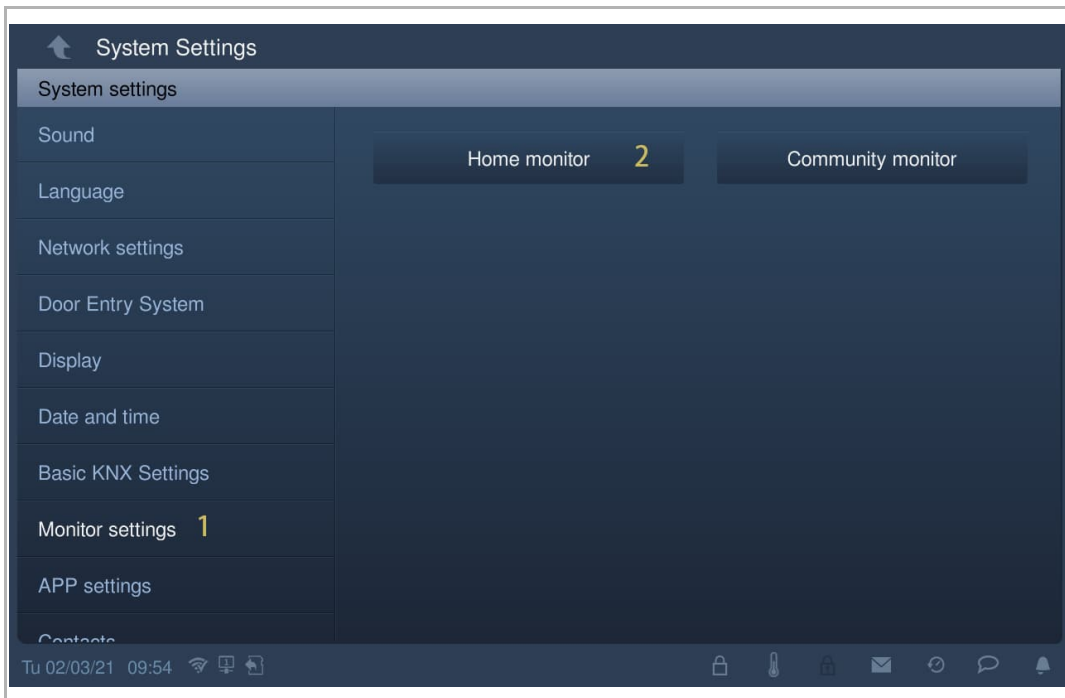 System Settings
System settings
Sound
Language
Network settings
Door Entry System
Display
Date and time
Basic KNX Settings
Monitor settings 1
APP settings
Contacts
Home monitor 2
Community monitor
Tu 02/03/21 09:54